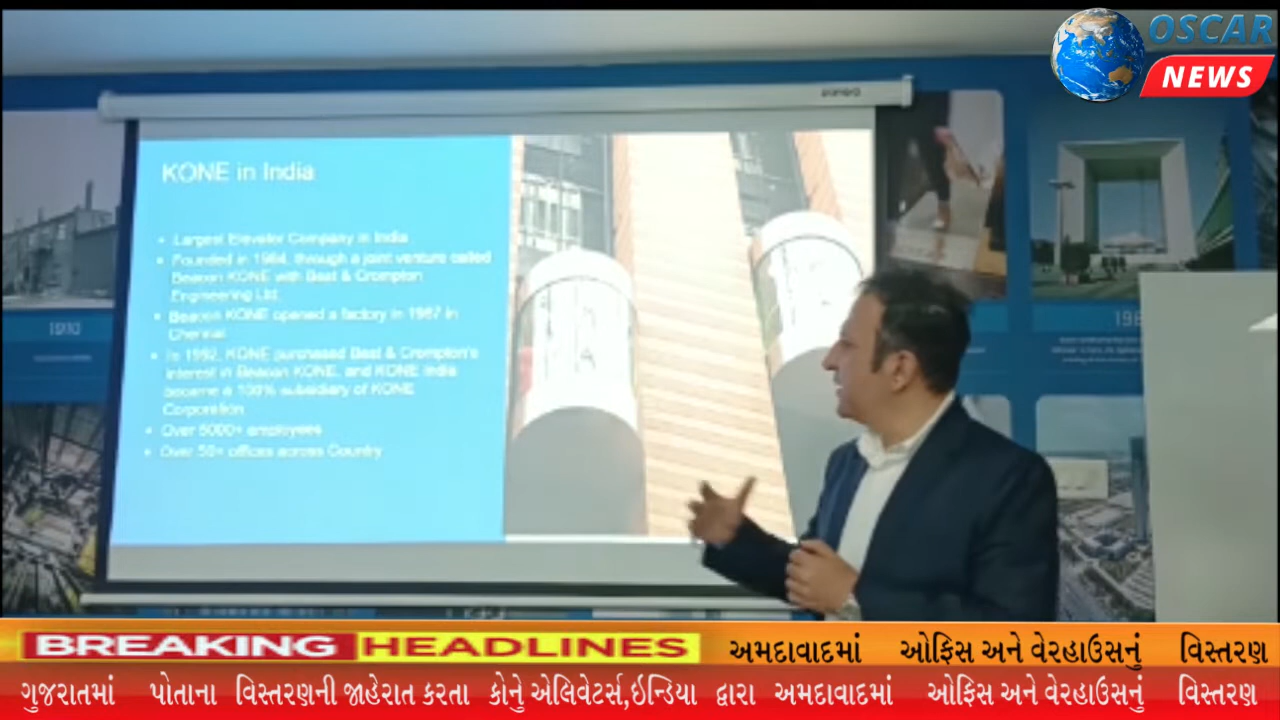 OSCAR
NEWS
KONE in India
• Largest Elevator Company in India
• Founded in 1984, through a joint venture called
Beacon KONE with Best & Crompton
Engineering Ltd.
• Beacon KONE opened a factory in 1987 in
Chennai
• In 1992, KONE purchased Best & Crompton's
interest in Beacon KONE, and KONE India
became a 100% subsidiary of KONE
Corporation
• Over 5000+ employees
• Over 50+ offices across Country
1910
198
BREAKING HEADLINES અમદાવાદમાં ઓફિસ અને વેરહાઉસનું વિસ્તરણ
ગુજરાતમાં પોતાના વિસ્તરણની જાહેરાત કરતા કોને એલિવેટર્સ,ઇન્ડિયા દ્વારા અમદાવાદમાં ઓફિસ અને વેરહાઉસનું વિસ્તરણ